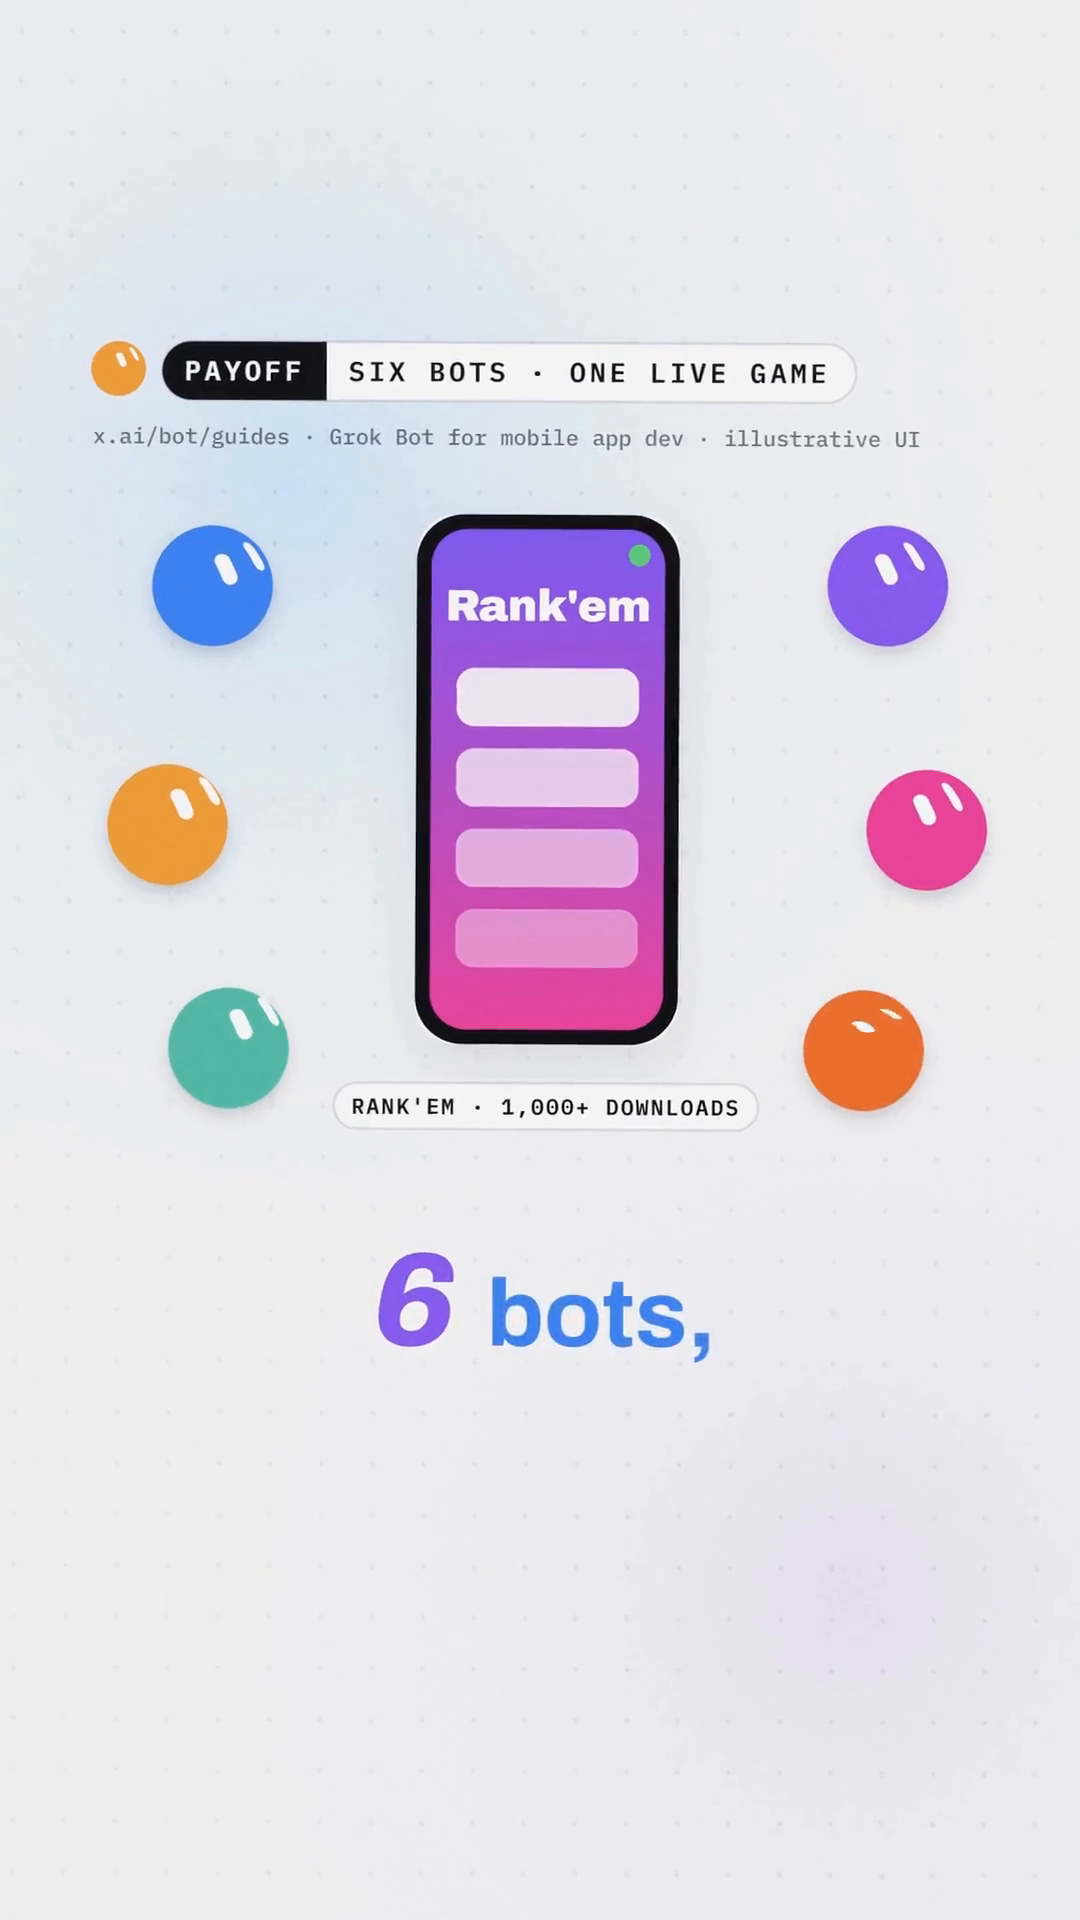 PAYOFF SIX BOTS · ONE LIVE GAME
x.ai/bot/guides · Grok Bot for mobile app dev · illustrative UI
Rank'em
RANK'EM · 1,000+ DOWNLOADS
6 bots,